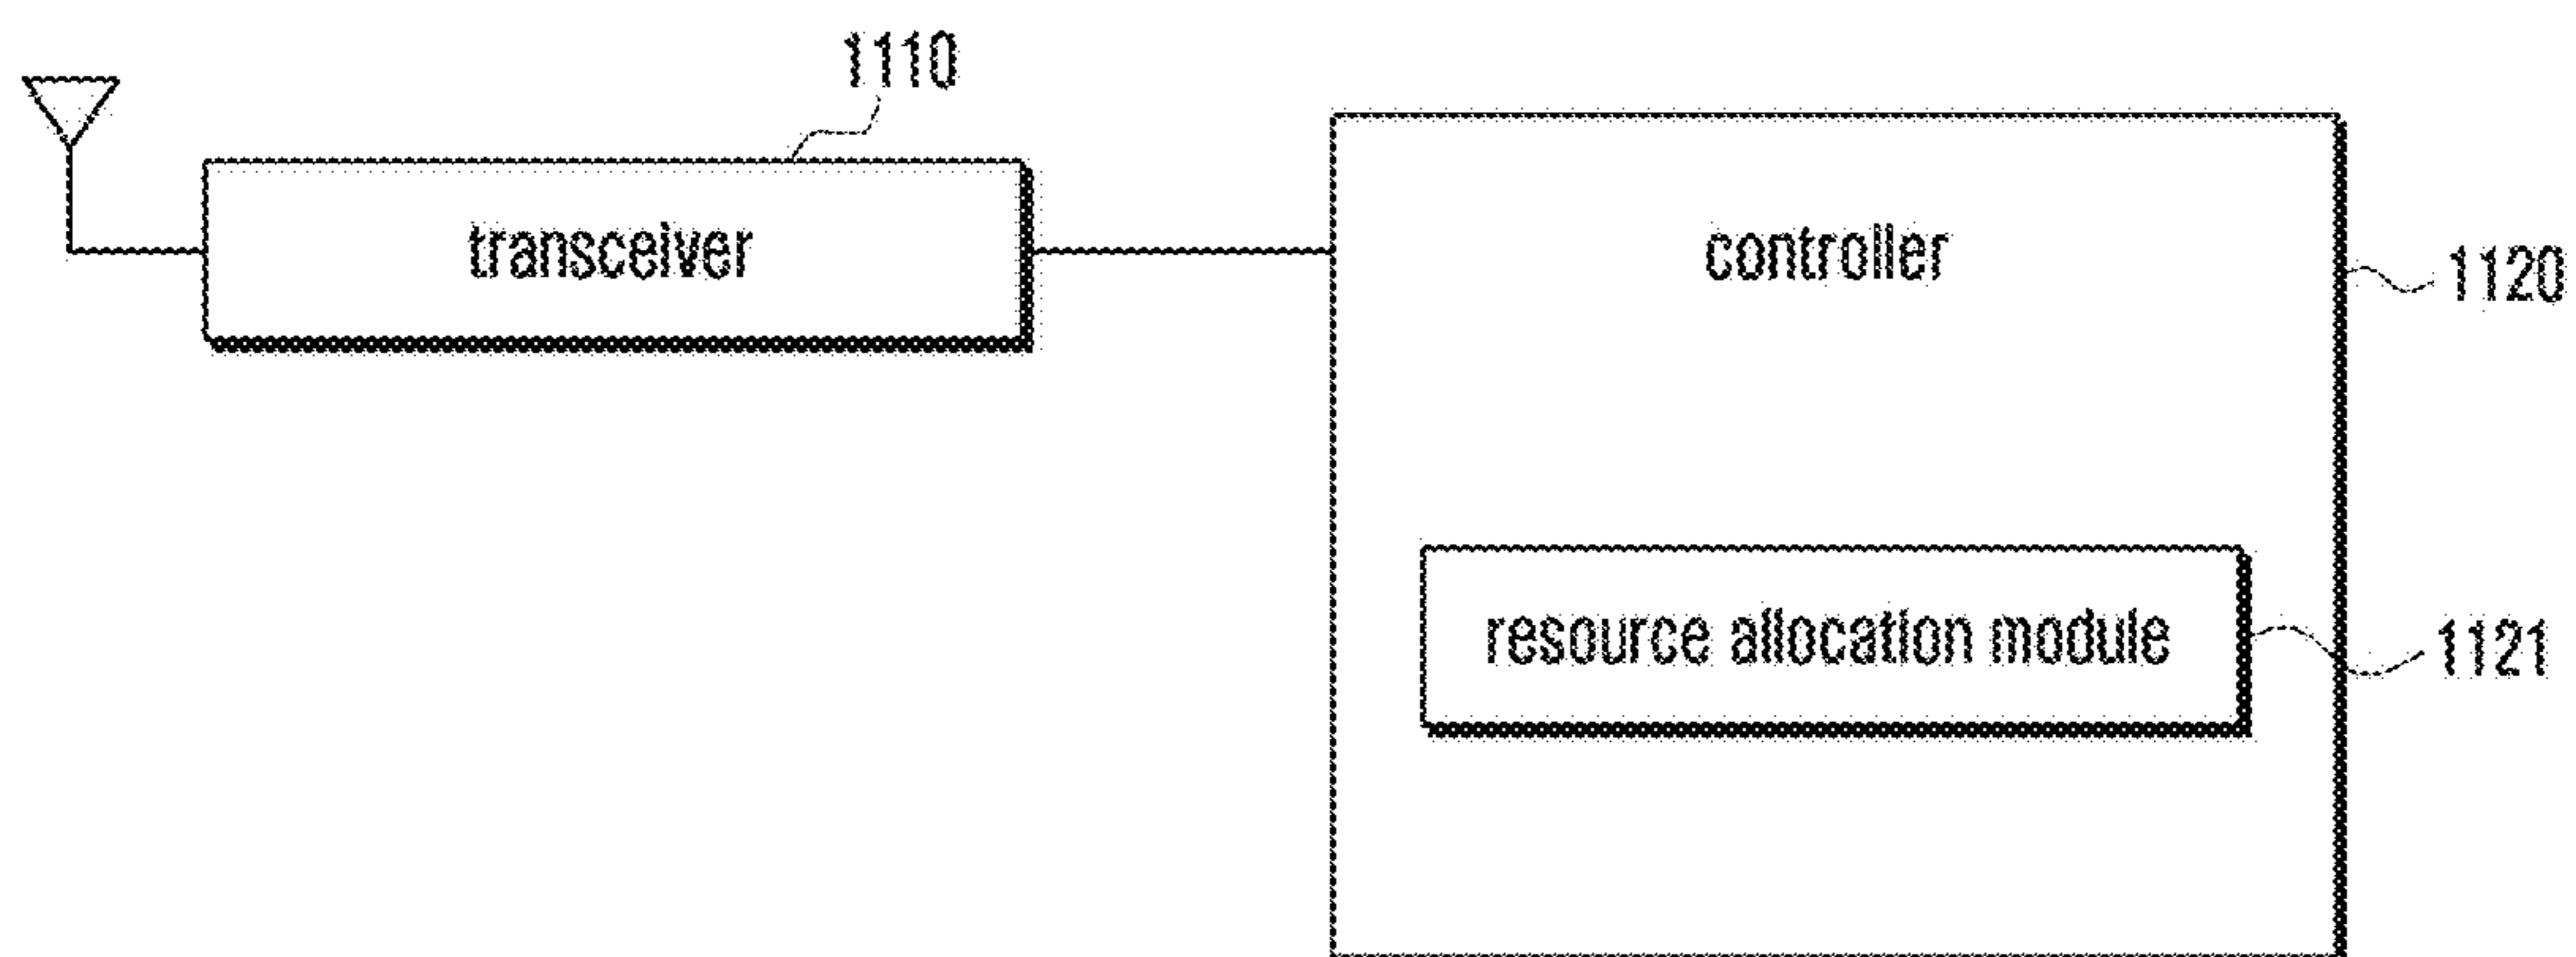 1110
transceiver
controller
1120
resource allocation module
1121